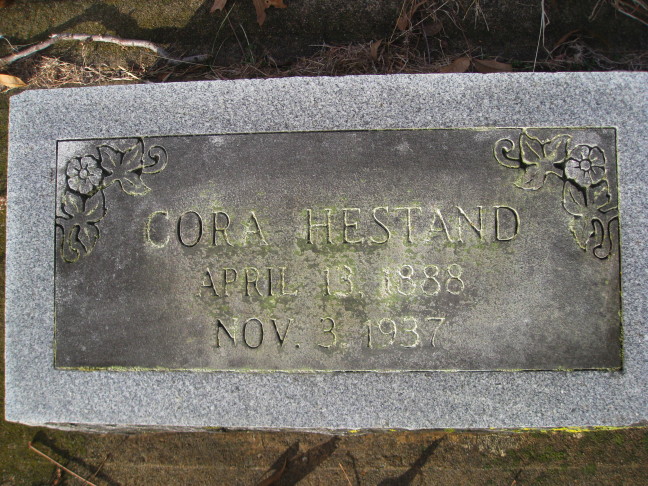 CORA HESTAND
APRIL 13, 1888
NOV. 3, 1937